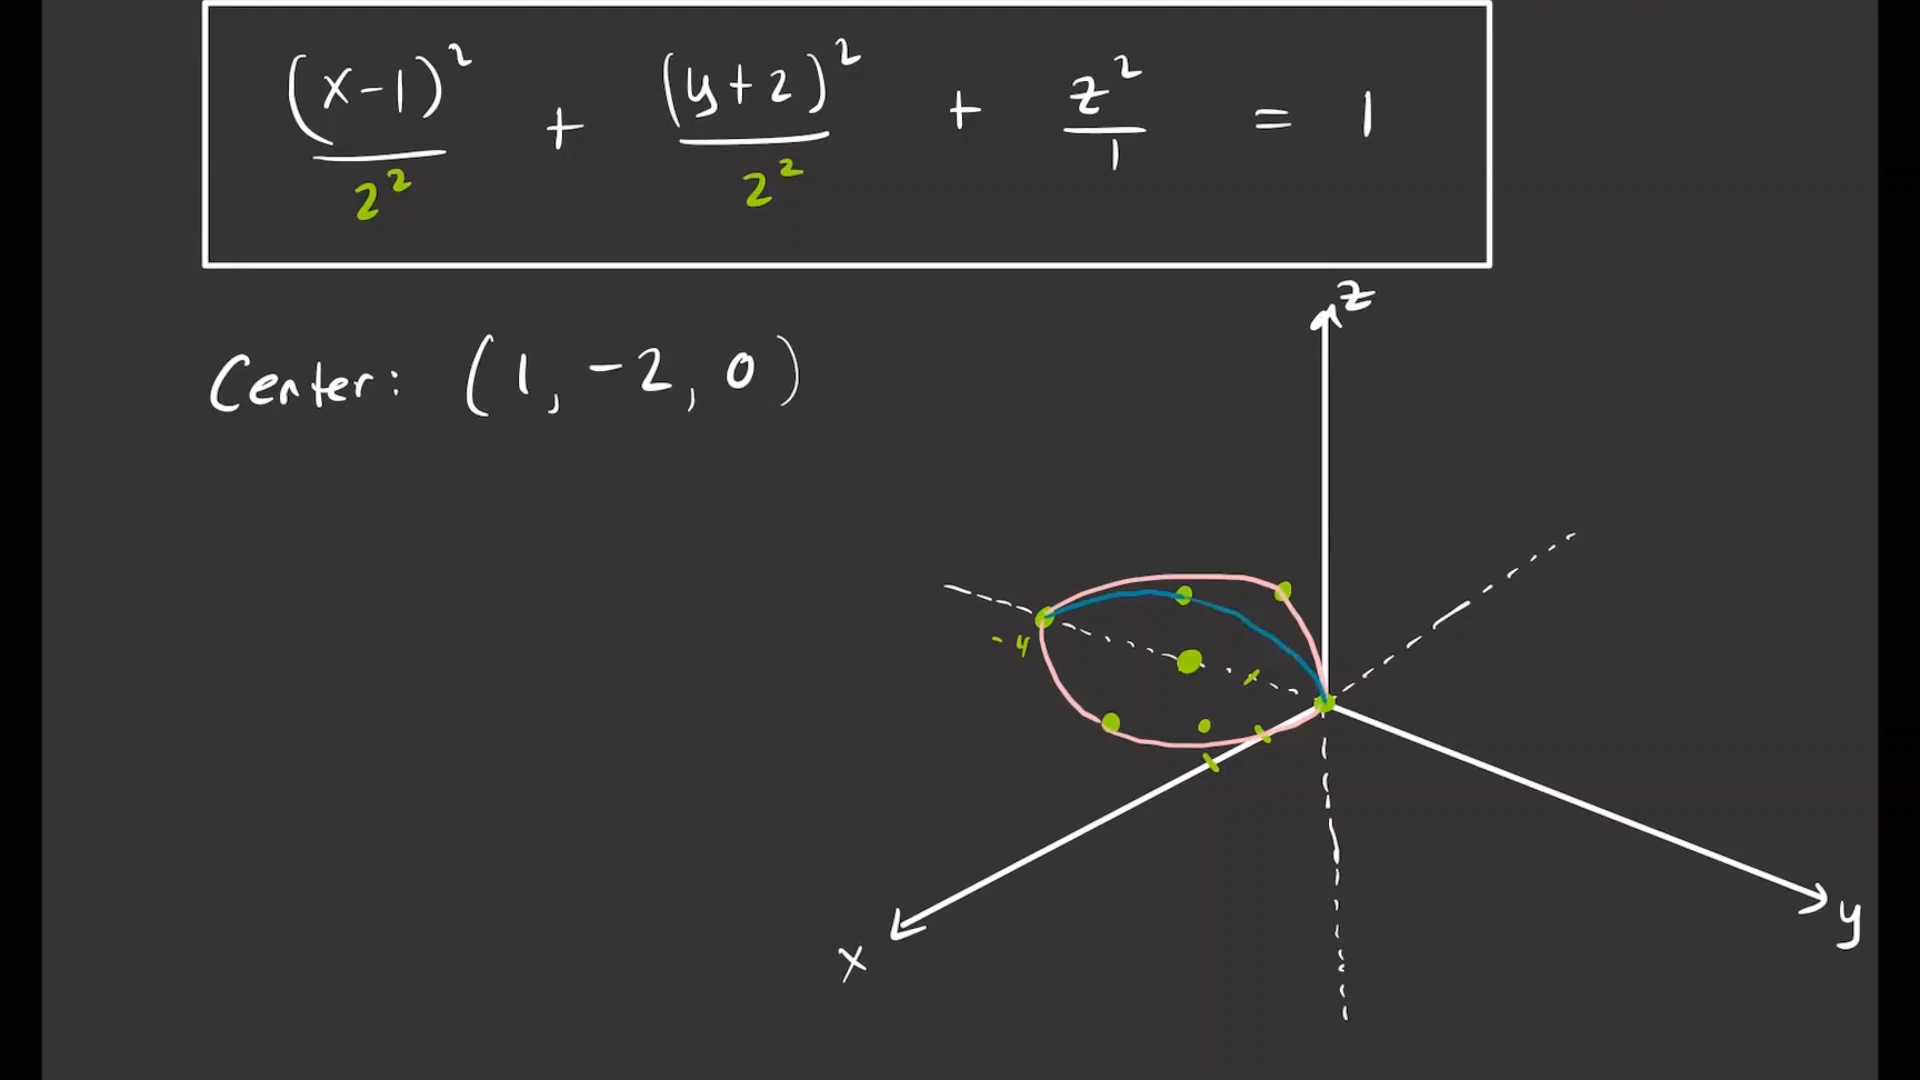 (x-1)²/2² + (y+2)²/2² + z²/1 = 1
Center: (1, -2, 0)
z
-4
x
y